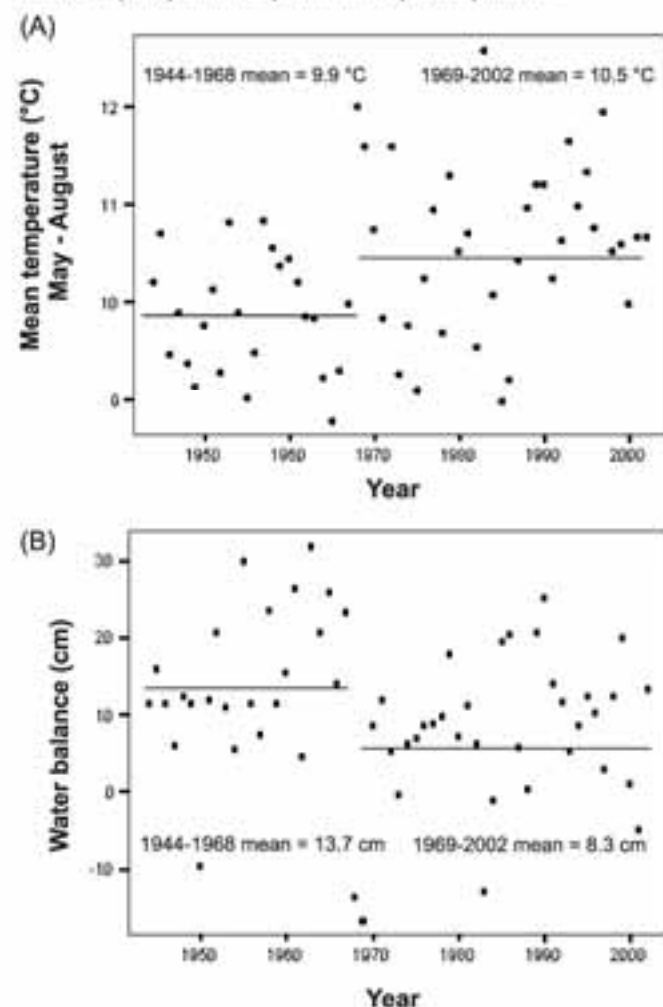 (A)
1944-1968 mean = 9.9 °C
1969-2002 mean = 10.5 °C
Mean temperature (°C)
May - August
12
11
10
9
1950
1960
1970
1980
1990
2000
Year
(B)
30
20
10
0
-10
Water balance (cm)
1944-1968 mean = 13.7 cm
1969-2002 mean = 8.3 cm
1950
1960
1970
1980
1990
2000
Year